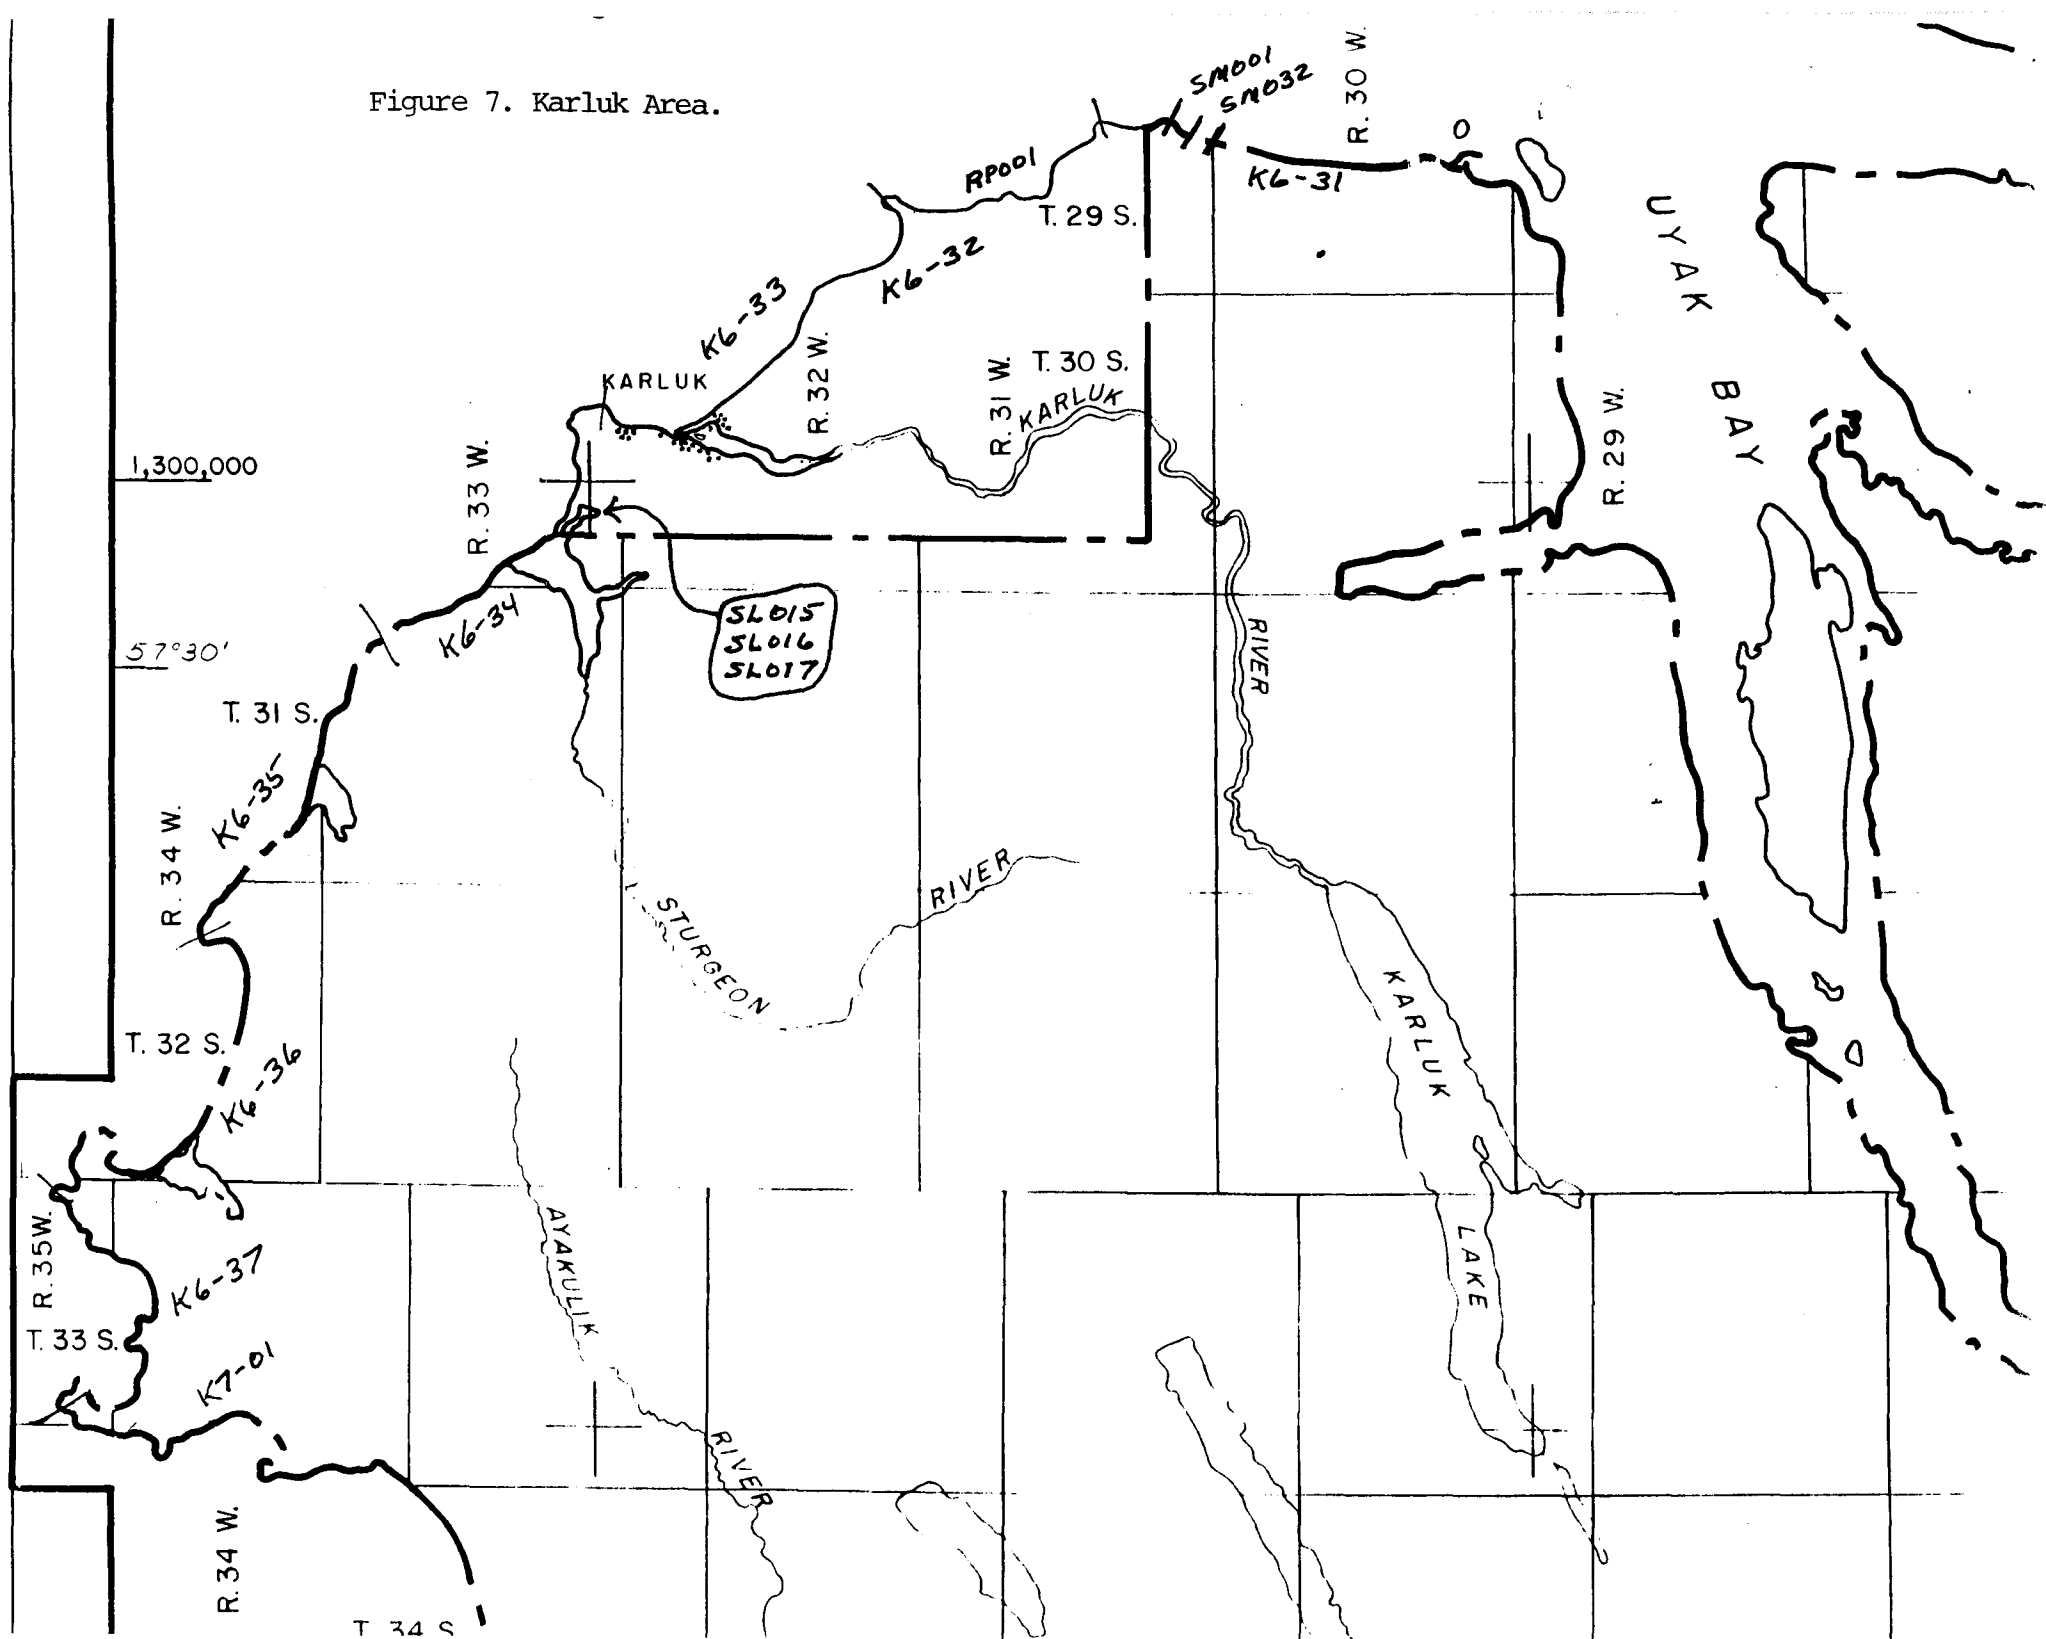 Figure 7. Karluk Area.
SM001
SM032
R. 30 W.
O
K6-31
RP001
T. 29 S.
UYAK BAY
K6-32
K6-33
R. 32 W.
KARLUK
R. 31 W.
T. 30 S.
KARLUK
R. 29 W.
1,300,000
R. 33 W.
SL015
SL016
SL017
K6-34
RIVER
57°30'
T. 31 S.
K6-35
R. 34 W.
STURGEON
RIVER
KARLUK
T. 32 S.
K6-36
R. 35W.
AYAKULIK
LAKE
K6-37
T. 33 S.
K7-01
RIVER
R. 34 W.
T. 34 S.